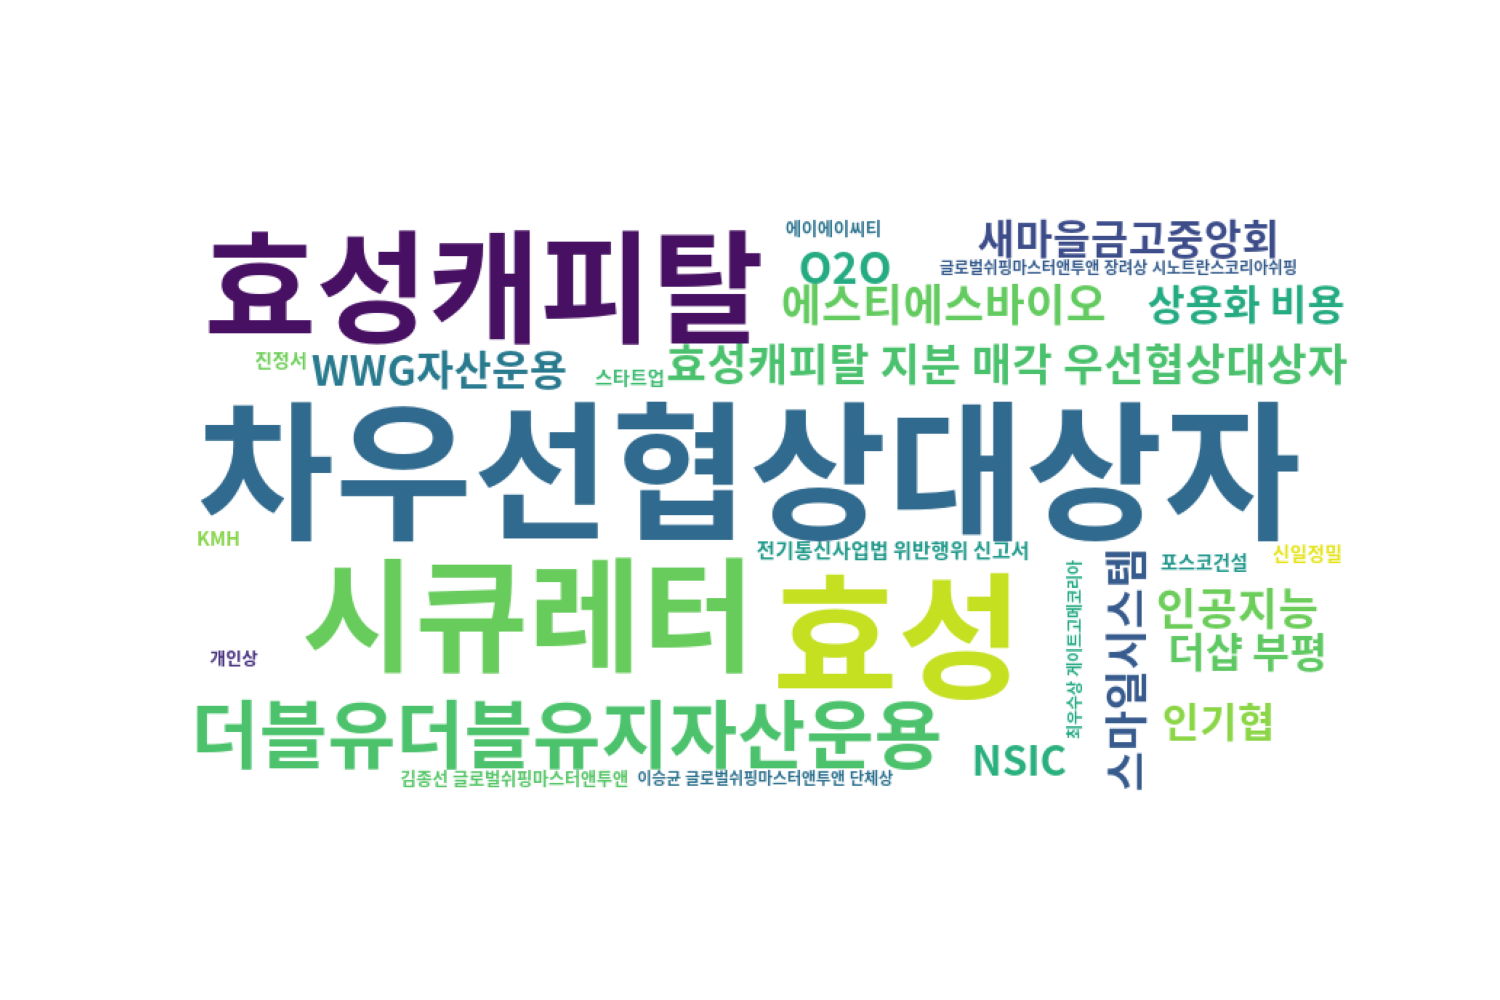 효성캐피탈
에이에이씨티
O2O
새마을금고중앙회
글로벌쉬핑마스터앤투앤 장려상 시노트란스코리아쉬핑
에스티에스바이오
상용화 비용
진정서
WWG자산운용
스타트업
효성캐피탈 지분 매각 우선협상대상자
차우선협상대상자
KMH
전기통신사업법 위반행위 신고서
신일정밀
포스코건설
시큐레터
효성
최우수상 게이트고메코리아
스마일시스템
인공지능
더샵 부평
개인상
더블유더블유지자산운용
인기협
NSIC
김종선 글로벌쉬핑마스터앤투앤
이승균 글로벌쉬핑마스터앤투앤 단체상